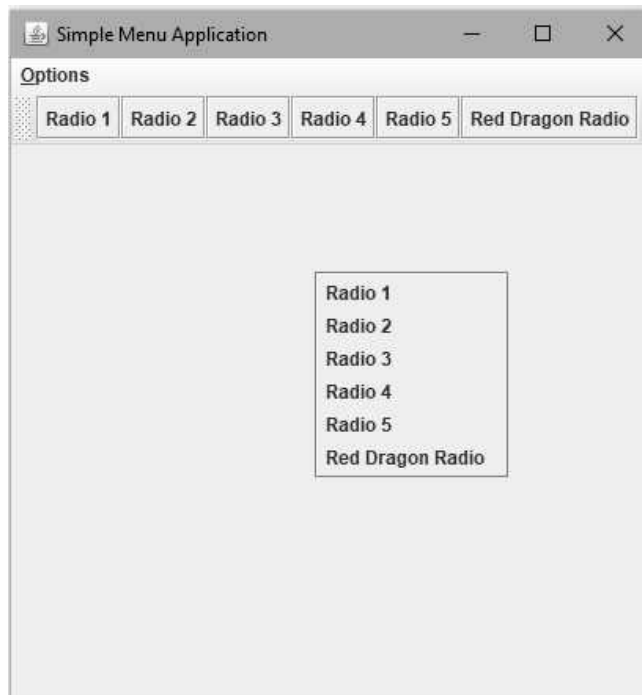 Simple Menu Application
Options
Radio 1 Radio 2 Radio 3 Radio 4 Radio 5 Red Dragon Radio
Radio 1
Radio 2
Radio 3
Radio 4
Radio 5
Red Dragon Radio